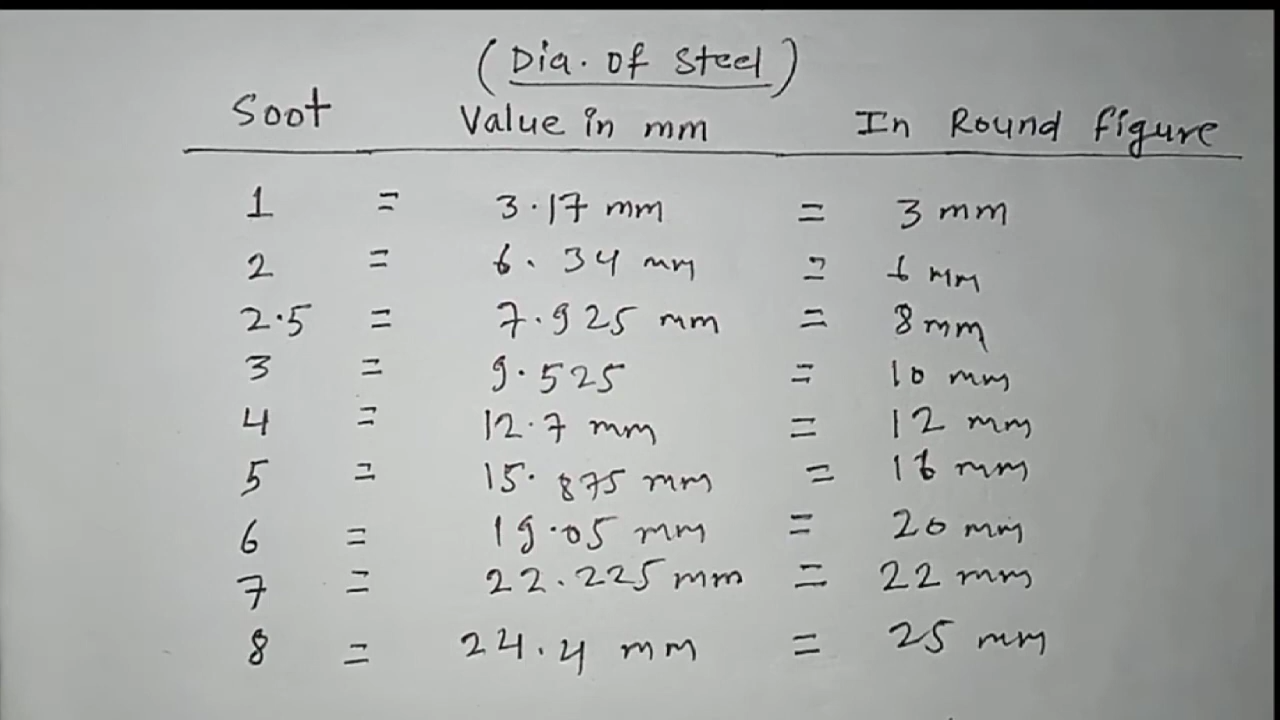 (Dia. of Steel)
Soot Value in mm In Round figure
1 = 3.17 mm = 3 mm
2 = 6.34 mm = 6 mm
2.5 = 7.925 mm = 8 mm
3 = 9.525 = 10 mm
4 = 12.7 mm = 12 mm
5 = 15.875 mm = 16 mm
6 = 19.05 mm = 20 mm
7 = 22.225 mm = 22 mm
8 = 24.4 mm = 25 mm